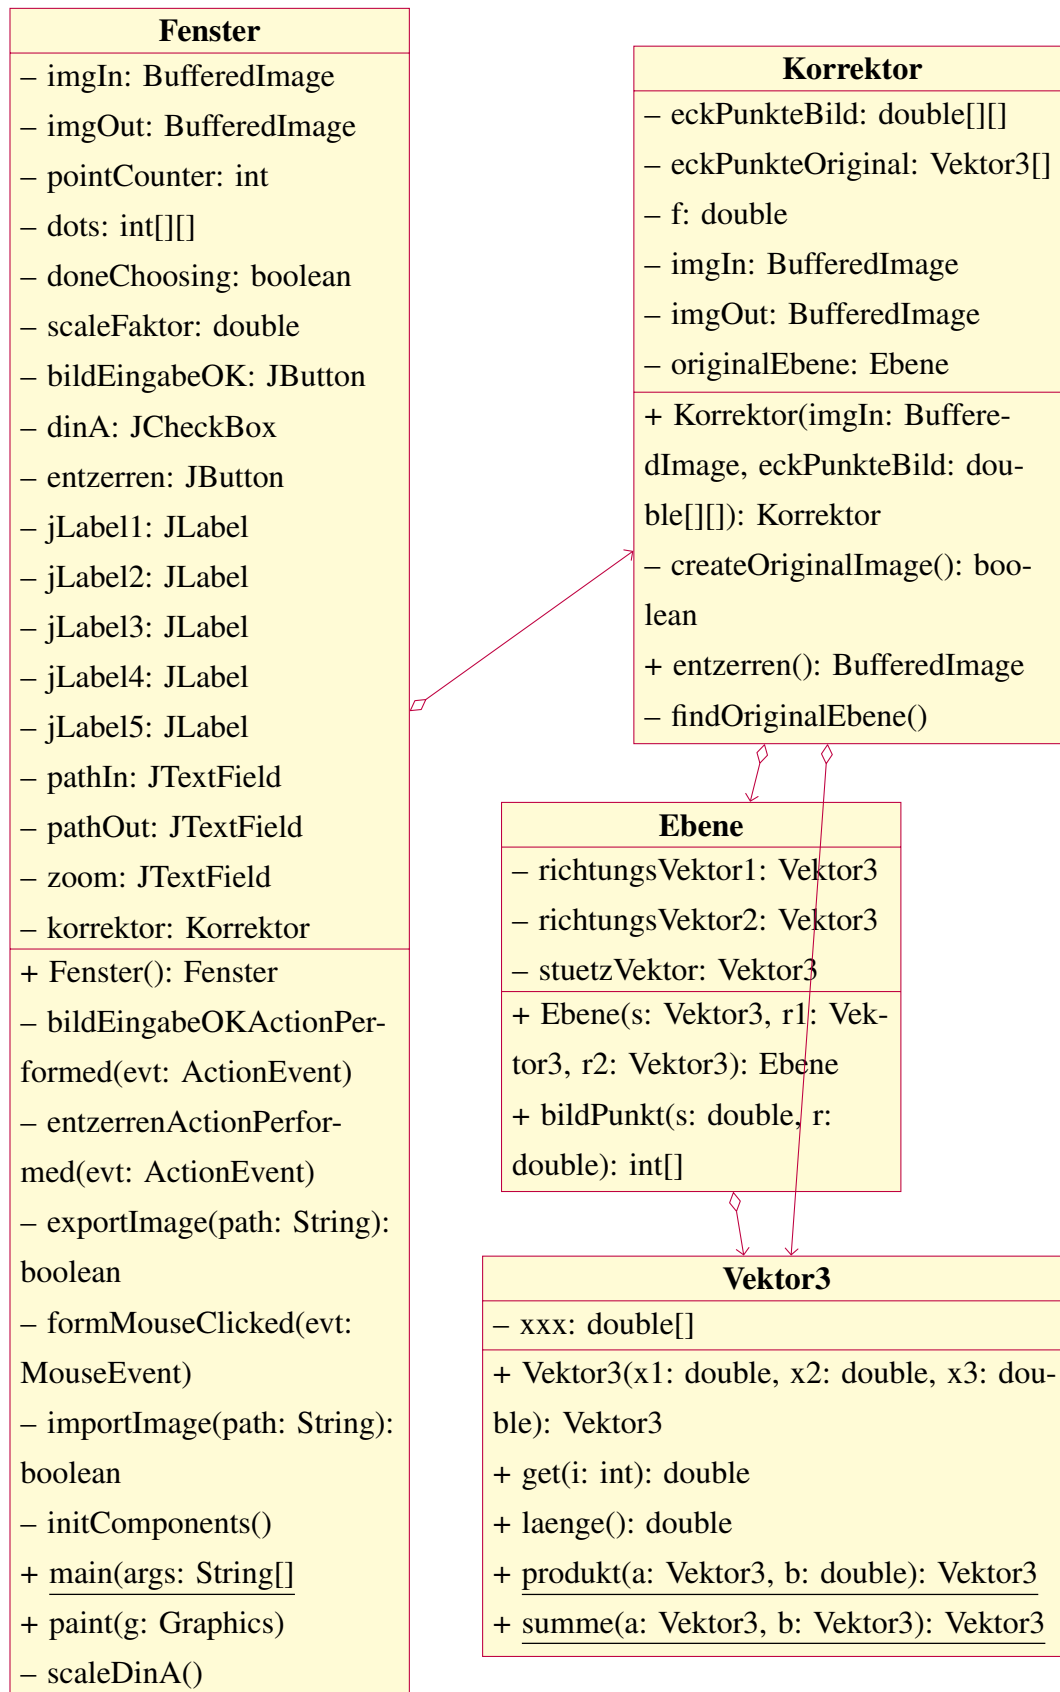 Fenster
– imgIn: BufferedImage
– imgOut: BufferedImage
– pointCounter: int
– dots: int[][]
– doneChoosing: boolean
– scaleFaktor: double
– bildEingabeOK: JButton
– dinA: JCheckBox
– entzerren: JButton
– jLabel1: JLabel
– jLabel2: JLabel
– jLabel3: JLabel
– jLabel4: JLabel
– jLabel5: JLabel
– pathIn: JTextField
– pathOut: JTextField
– zoom: JTextField
– korrektor: Korrektor
+ Fenster(): Fenster
– bildEingabeOKActionPer-
formed(evt: ActionEvent)
– entzerrenActionPerfor-
med(evt: ActionEvent)
– exportImage(path: String):
boolean
– formMouseClicked(evt:
MouseEvent)
– importImage(path: String):
boolean
– initComponents()
+ main(args: String[]
+ paint(g: Graphics)
– scaleDinA()
Korrektor
– eckPunkteBild: double[][]
– eckPunkteOriginal: Vektor3[]
– f: double
– imgIn: BufferedImage
– imgOut: BufferedImage
– originalEbene: Ebene
+ Korrektor(imgIn: Buffere-
dImage, eckPunkteBild: dou-
ble[][]): Korrektor
– createOriginalImage(): boo-
lean
+ entzerren(): BufferedImage
– findOriginalEbene()
Ebene
– richtungsVektor1: Vektor3
– richtungsVektor2: Vektor3
– stuetzVektor: Vektor3
+ Ebene(s: Vektor3, r1: Vek-
tor3, r2: Vektor3): Ebene
+ bildPunkt(s: double, r:
double): int[]
Vektor3
– xxx: double[]
+ Vektor3(x1: double, x2: double, x3: dou-
ble): Vektor3
+ get(i: int): double
+ laenge(): double
+ produkt(a: Vektor3, b: double): Vektor3
+ summe(a: Vektor3, b: Vektor3): Vektor3